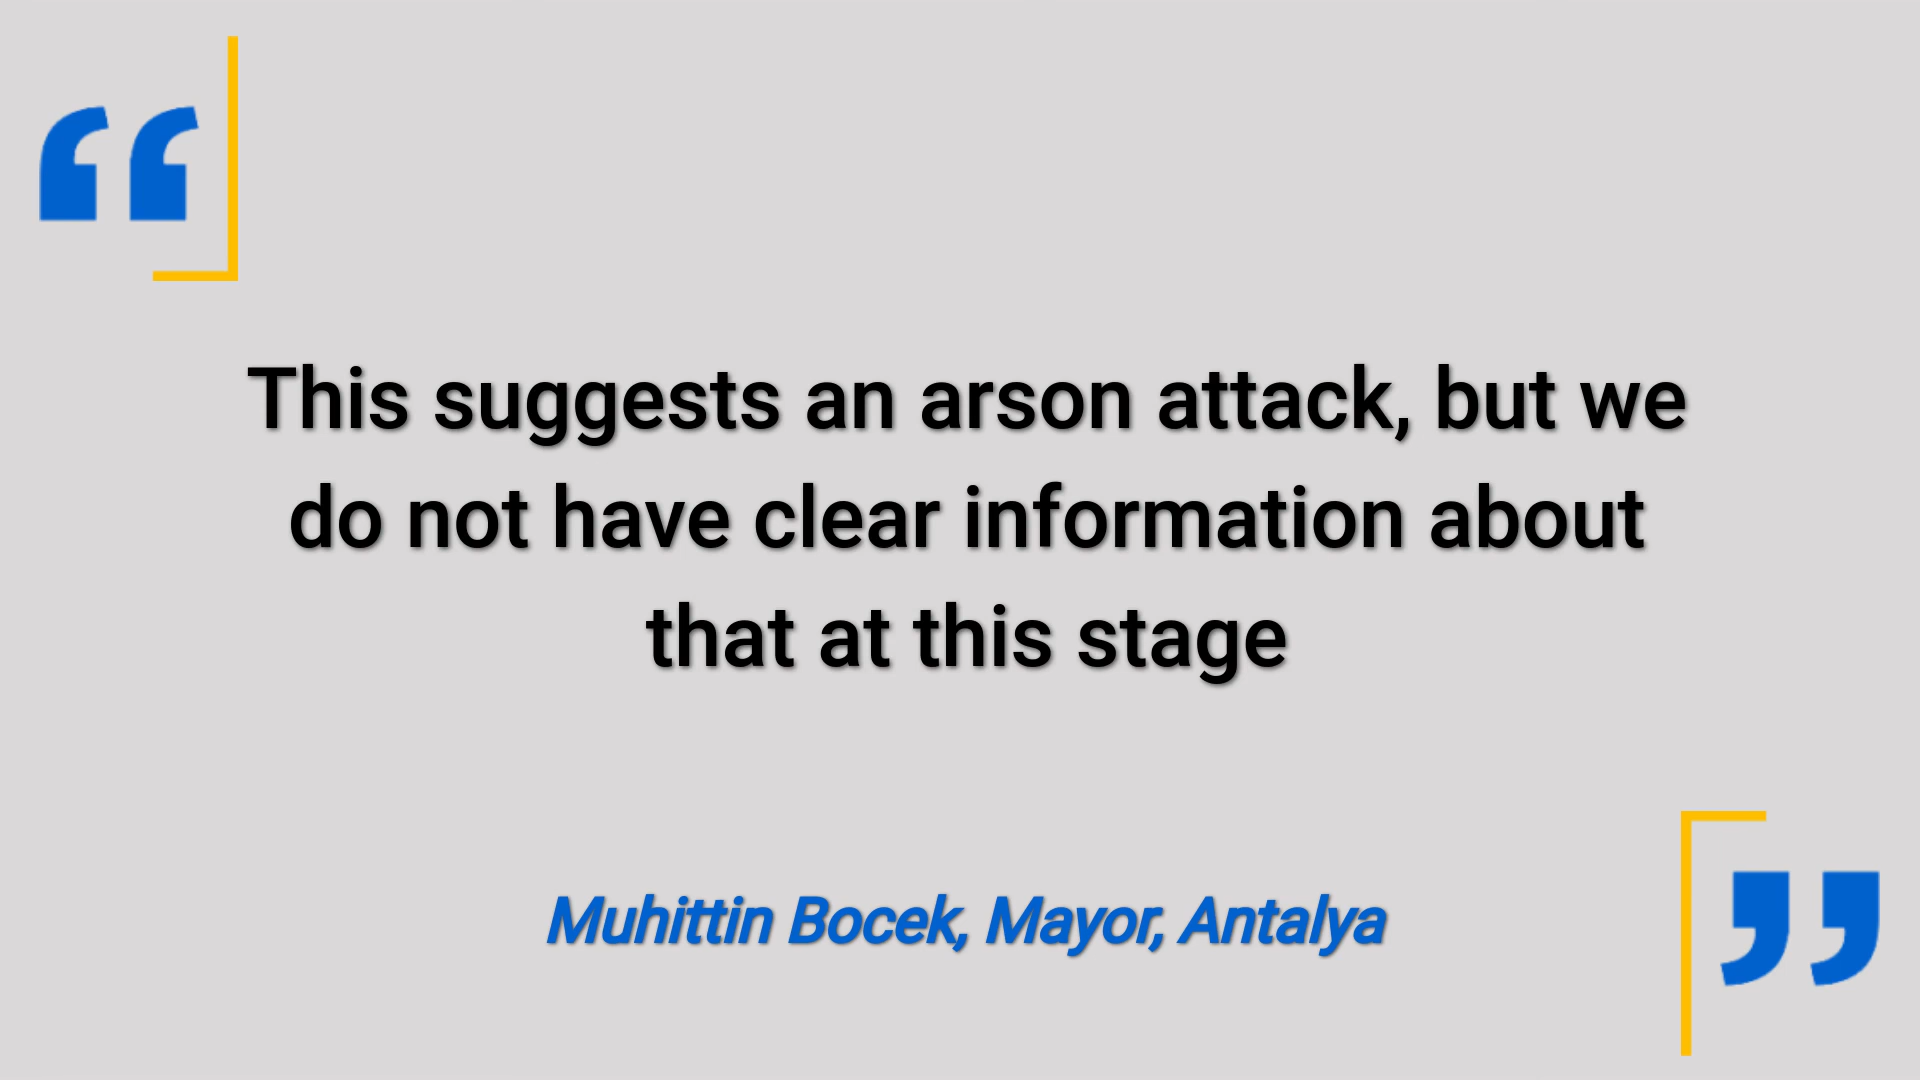 This suggests an arson attack, but we
do not have clear information about
that at this stage
Muhittin Bocek, Mayor, Antalya